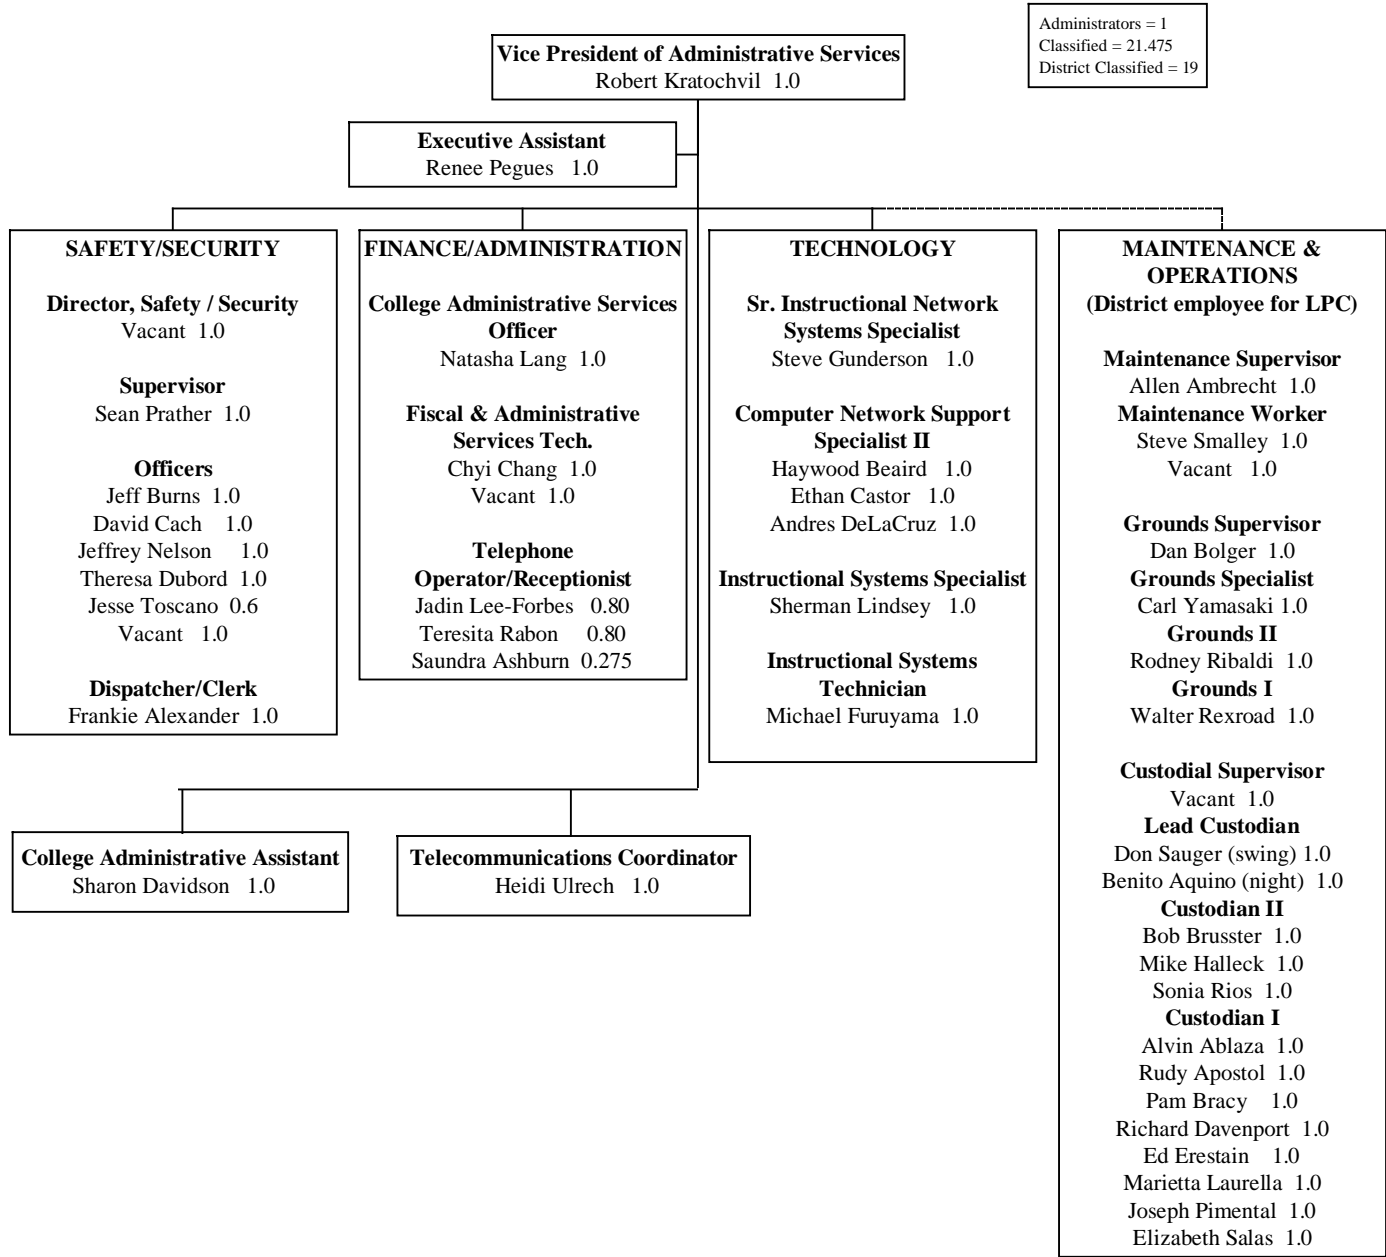 Administrators = 1
Classified = 21.475
District Classified = 19
Vice President of Administrative Services
Robert Kratochvil 1.0
Executive Assistant
Renee Pegues 1.0
SAFETY/SECURITY
Director, Safety / Security
Vacant 1.0
Supervisor
Sean Prather 1.0
Officers
Jeff Burns 1.0
David Cach 1.0
Jeffrey Nelson 1.0
Theresa Dubord 1.0
Jesse Toscano 0.6
Vacant 1.0
Dispatcher/Clerk
Frankie Alexander 1.0
FINANCE/ADMINISTRATION
College Administrative Services
Officer
Natasha Lang 1.0
Fiscal & Administrative
Services Tech.
Chyi Chang 1.0
Vacant 1.0
Telephone
Operator/Receptionist
Jadin Lee-Forbes 0.80
Teresita Rabon 0.80
Saundra Ashburn 0.275
TECHNOLOGY
Sr. Instructional Network
Systems Specialist
Steve Gunderson 1.0
Computer Network Support
Specialist II
Haywood Beaird 1.0
Ethan Castor 1.0
Andres DeLaCruz 1.0
Instructional Systems Specialist
Sherman Lindsey 1.0
Instructional Systems
Technician
Michael Furuyama 1.0
MAINTENANCE &
OPERATIONS
(District employee for LPC)
Maintenance Supervisor
Allen Ambrecht 1.0
Maintenance Worker
Steve Smalley 1.0
Vacant 1.0
Grounds Supervisor
Dan Bolger 1.0
Grounds Specialist
Carl Yamasaki 1.0
Grounds II
Rodney Ribaldi 1.0
Grounds I
Walter Rexroad 1.0
Custodial Supervisor
Vacant 1.0
Lead Custodian
Don Sauger (swing) 1.0
Benito Aquino (night) 1.0
Custodian II
Bob Brusster 1.0
Mike Halleck 1.0
Sonia Rios 1.0
Custodian I
Alvin Ablaza 1.0
Rudy Apostol 1.0
Pam Bracy 1.0
Richard Davenport 1.0
Ed Erestain 1.0
Marietta Laurella 1.0
Joseph Pimental 1.0
Elizabeth Salas 1.0
College Administrative Assistant
Sharon Davidson 1.0
Telecommunications Coordinator
Heidi Ulrech 1.0